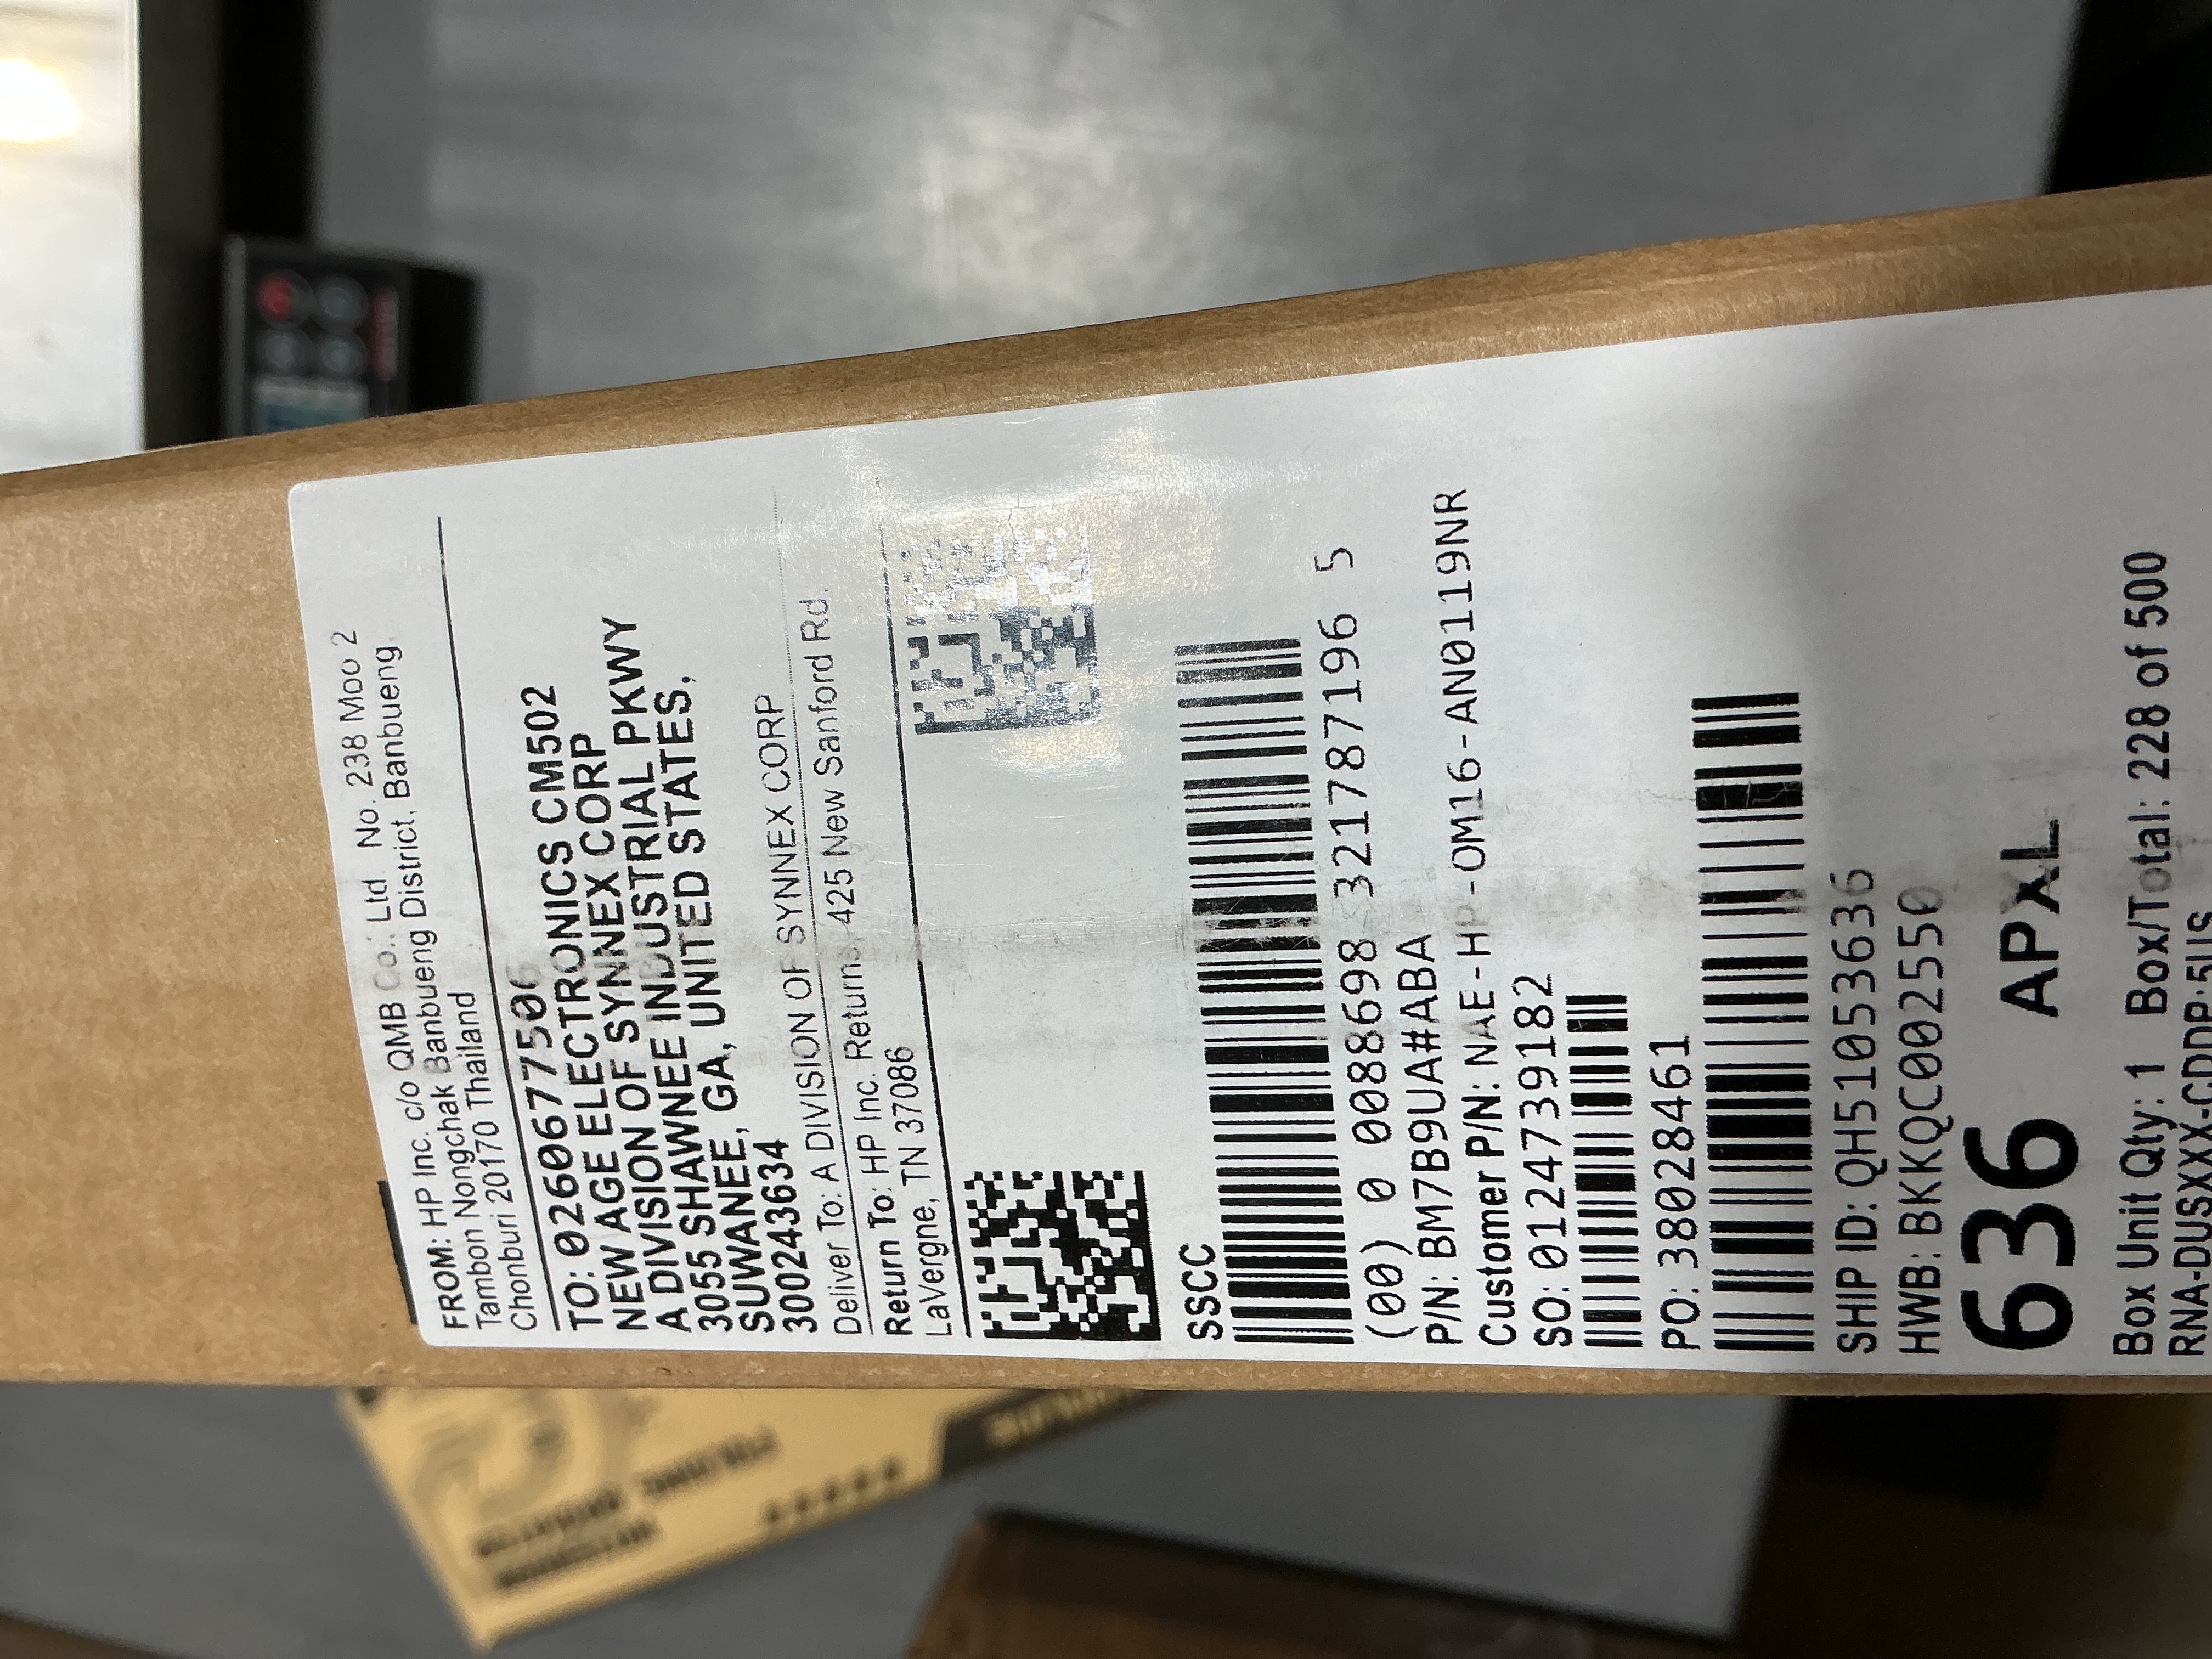 FROM: HP Inc. c/o QMB Co., Ltd No. 238 Moo 2
Tambon Nongchak Banbueng District, Banbueng,
Chonburi 20170 Thailand
TO: 0260677506
NEW AGE ELECTRONICS CM502
A DIVISION OF SYNNEX CORP
3055 SHAWNEE INDUSTRIAL PKWY
SUWANEE, GA, UNITED STATES,
3000243634
Deliver To: A DIVISION OF SYNNEX CORP
Return To: HP Inc. Returns, 425 New Sanford Rd.
LaVergne, TN 37086
SSCC
(00) 0 0088698 321787196 5
P/N: BM7B9UA#ABA
Customer P/N: NAE-HP-OM16-AN0119NR
SO: 0124739182
PO: 38028461
SHIP ID: QH51053636
HWB: BKKQC0002550
636 APXL
Box Unit Qty: 1 Box/Total: 228 of 500